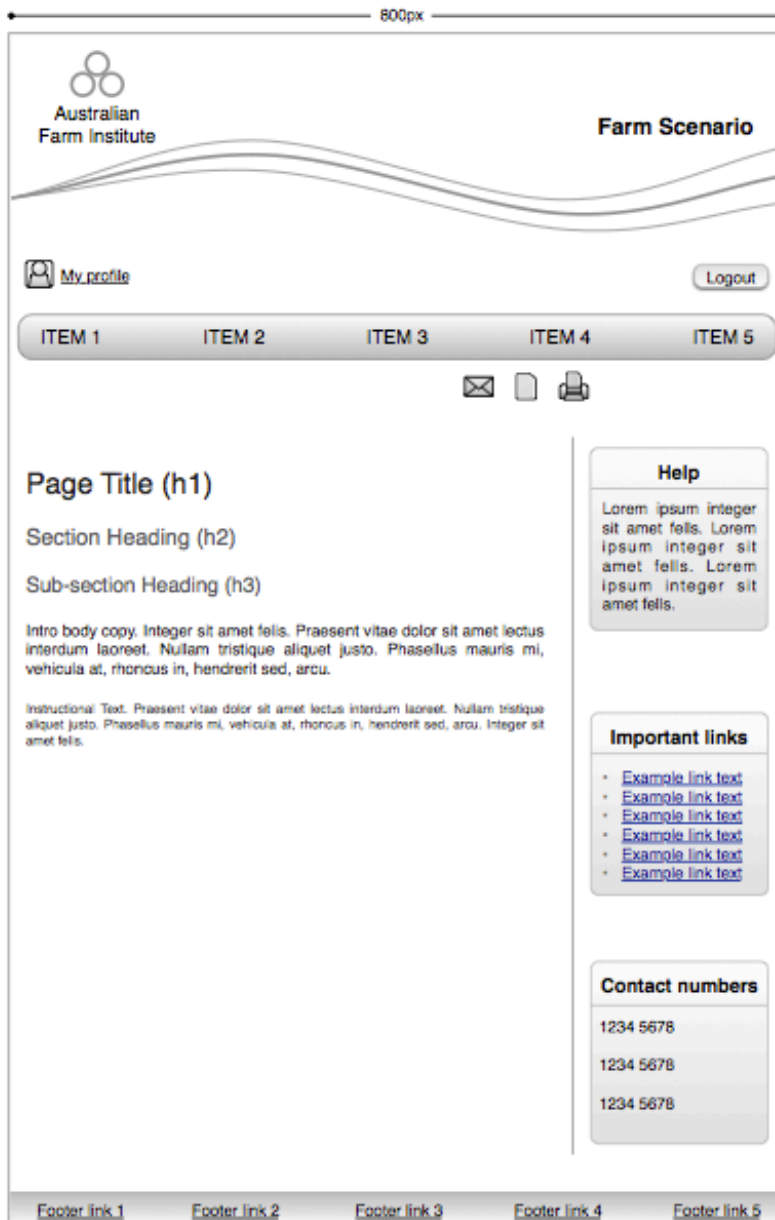 800px
Australian
Farm Institute
Farm Scenario
My profile
Logout
ITEM 1 ITEM 2 ITEM 3 ITEM 4 ITEM 5
Page Title (h1)
Section Heading (h2)
Sub-section Heading (h3)
Intro body copy. Integer sit amet felis. Praesent vitae dolor sit amet lectus
interdum laoreet. Nullam tristique aliquet justo. Phasellus mauris mi,
vehicula at, rhoncus in, hendrerit sed, arcu.
Instructional Text. Praesent vitae dolor sit amet lectus interdum laoreet. Nullam tristique
aliquet justo. Phasellus mauris mi, vehicula at, rhoncus in, hendrerit sed, arcu. Integer sit
amet felis.
Help
Lorem ipsum integer
sit amet fells. Lorem
ipsum integer sit
amet fells. Lorem
ipsum integer sit
amet fells.
Important links
Example link text
Example link text
Example link text
Example link text
Example link text
Example link text
Contact numbers
1234 5678
1234 5678
1234 5678
Footer link 1 Footer link 2 Footer link 3 Footer link 4 Footer link 5